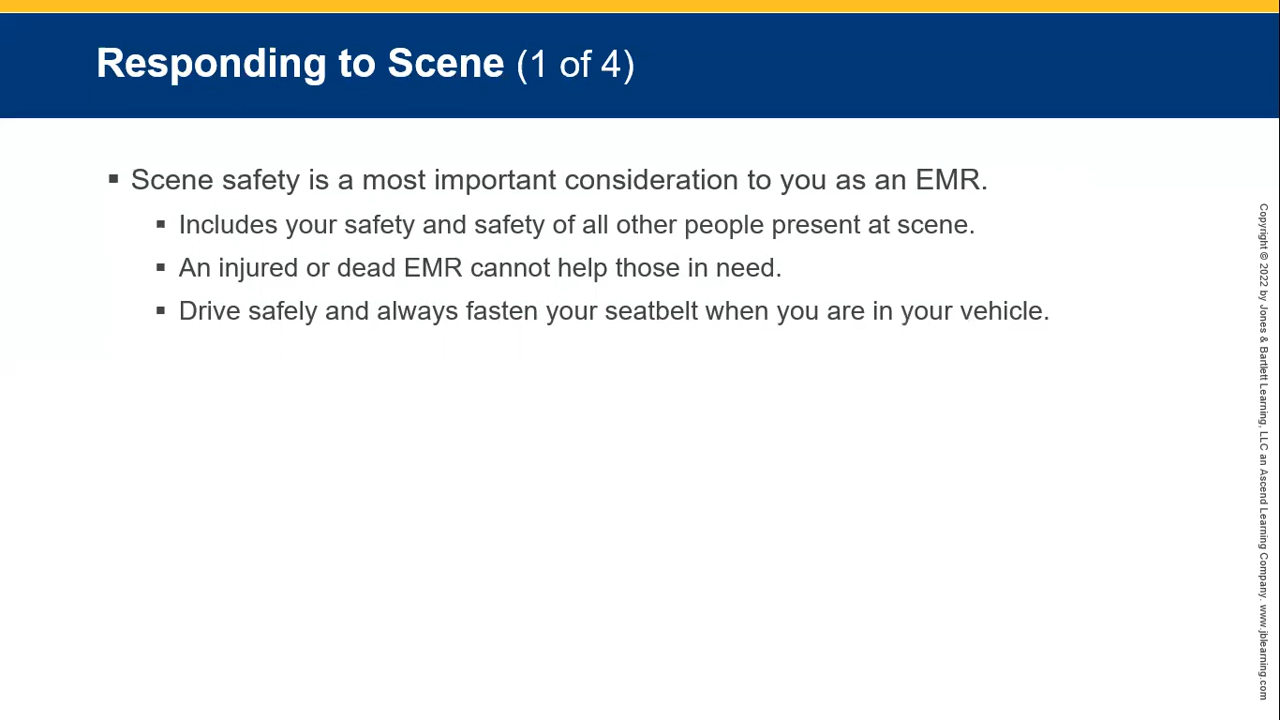 Responding to Scene (1 of 4)
▪ Scene safety is a most important consideration to you as an EMR.
▪ Includes your safety and safety of all other people present at scene.
▪ An injured or dead EMR cannot help those in need.
▪ Drive safely and always fasten your seatbelt when you are in your vehicle.
Copyright © 2022 by Jones & Bartlett Learning, LLC an Ascend Learning Company. www.jblearning.com